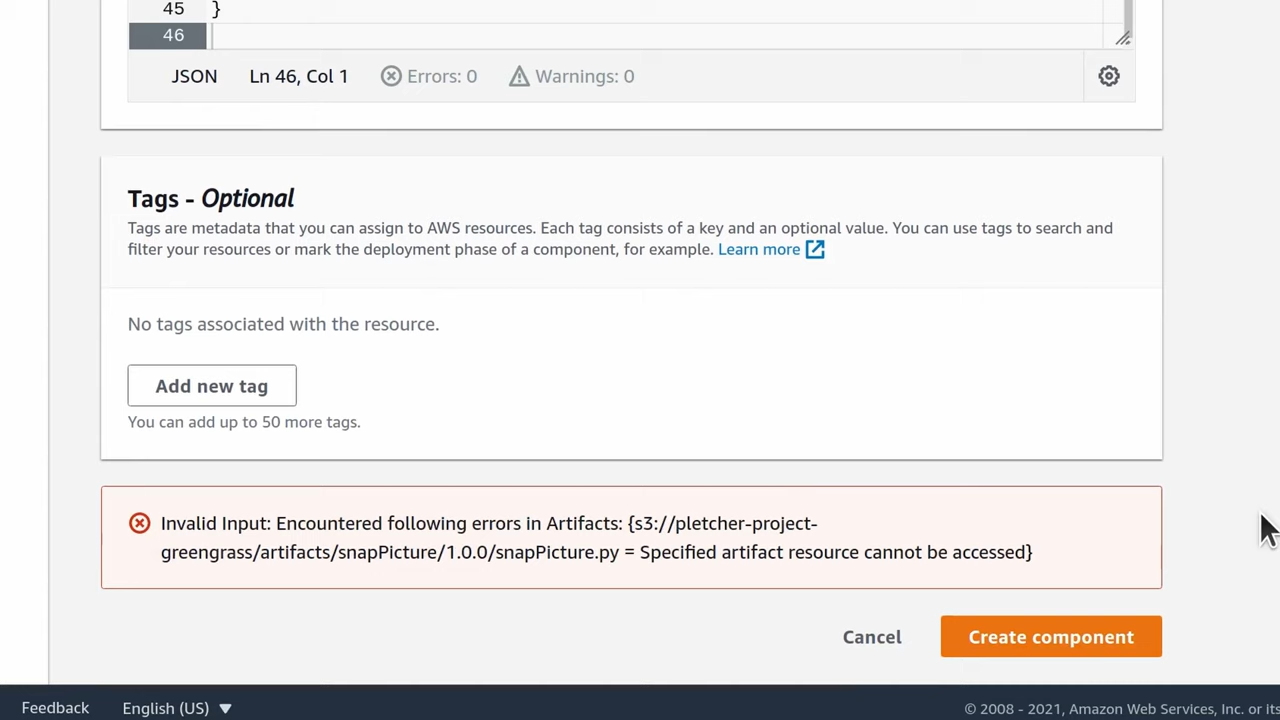 45 }
46
JSON Ln 46, Col 1 Errors: 0 Warnings: 0
Tags - Optional
Tags are metadata that you can assign to AWS resources. Each tag consists of a key and an optional value. You can use tags to search and
filter your resources or mark the deployment phase of a component, for example. Learn more
No tags associated with the resource.
Add new tag
You can add up to 50 more tags.
Invalid Input: Encountered following errors in Artifacts: {s3://pletcher-project-
greengrass/artifacts/snapPicture/1.0.0/snapPicture.py = Specified artifact resource cannot be accessed}
Cancel Create component
Feedback English (US) © 2008 - 2021, Amazon Web Services, Inc. or its